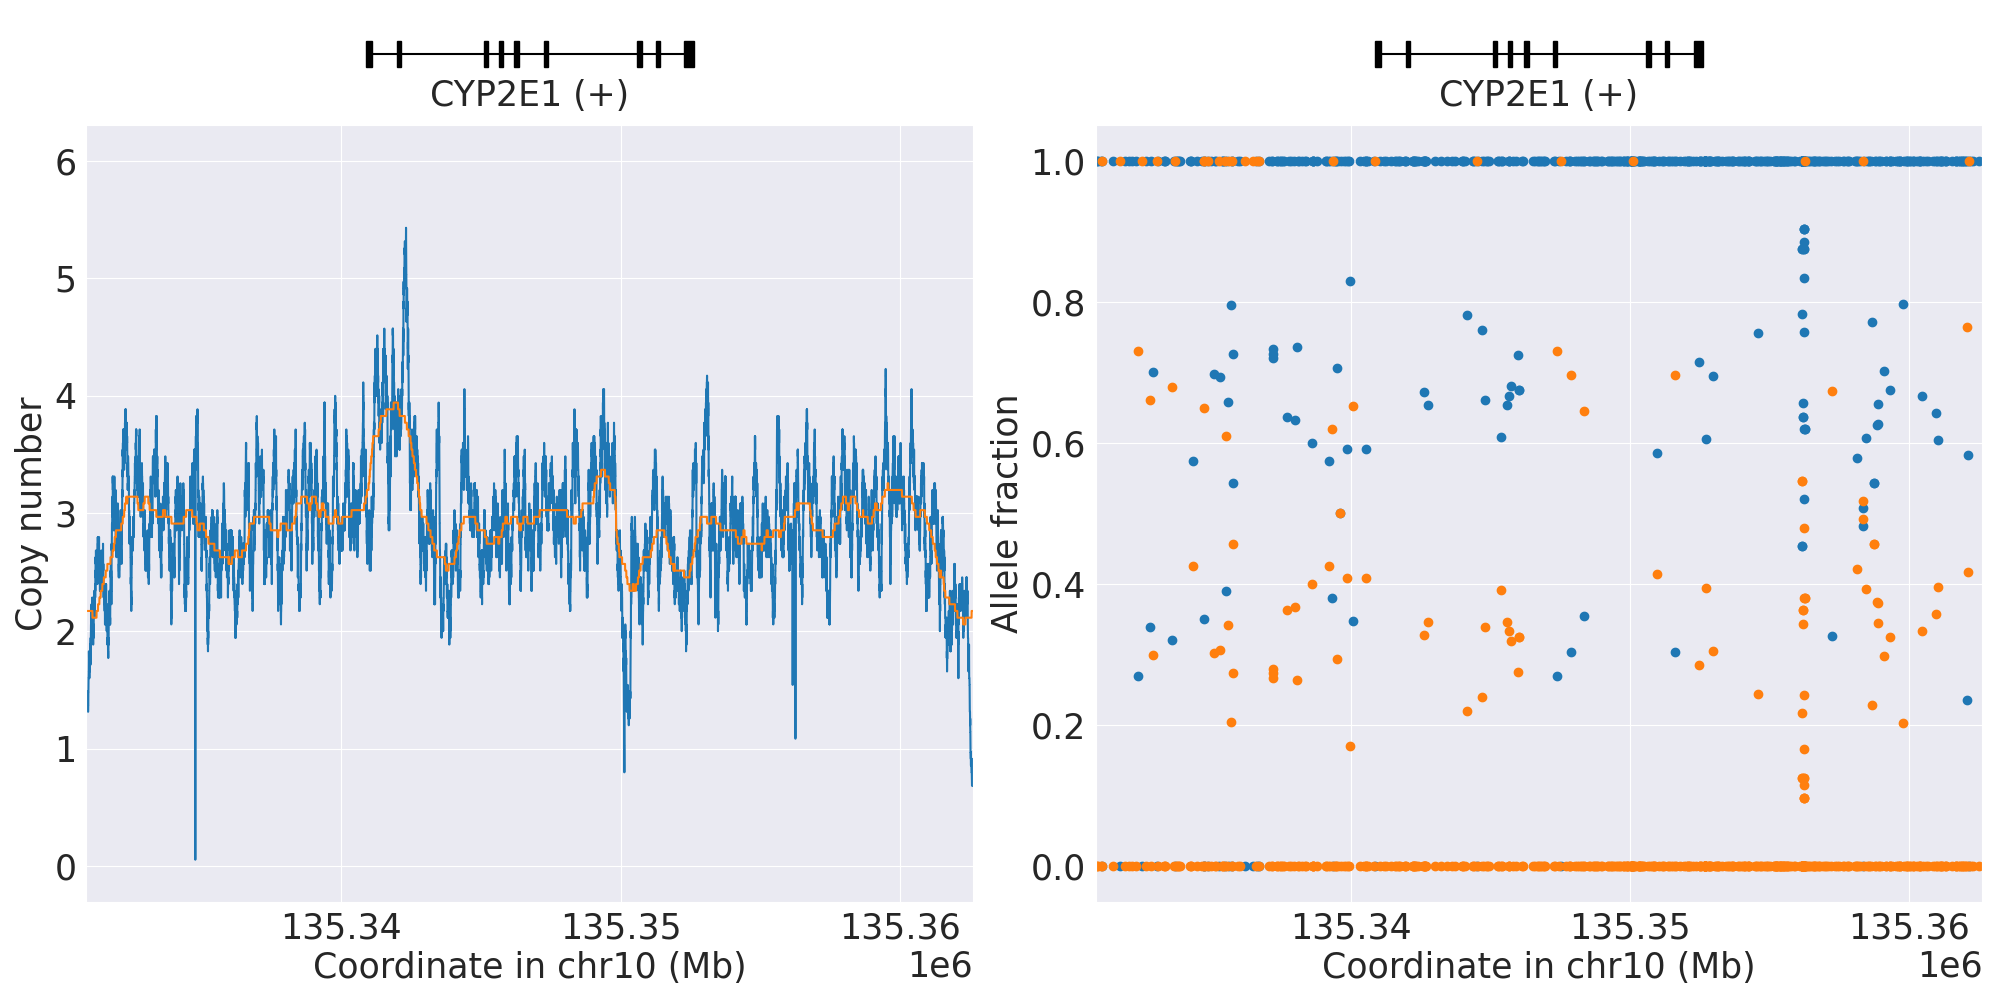 CYP2E1 (+)
6
5
4
3
2
1
0
Copy number
135.34 135.35 135.36
Coordinate in chr10 (Mb) 1e6
CYP2E1 (+)
1.0
0.8
0.6
0.4
0.2
0.0
Allele fraction
135.34 135.35 135.36
Coordinate in chr10 (Mb) 1e6